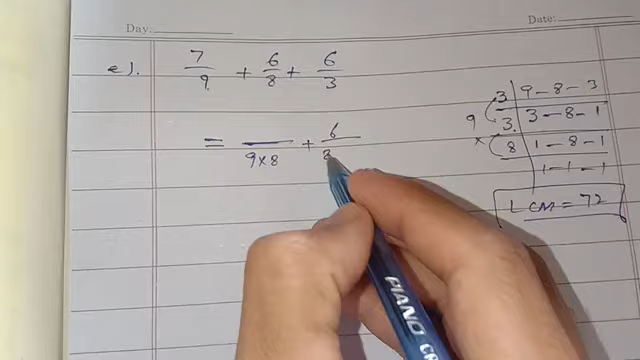 Day:
Date:
e). 7/9 + 6/8 + 6/3
= /9×8 + 6/8
3 | 9 - 8 - 3
9 3 | 3 - 8 - 1
× 8 | 1 - 8 - 1
1 - 1 - 1
LCM = 72
PIANO